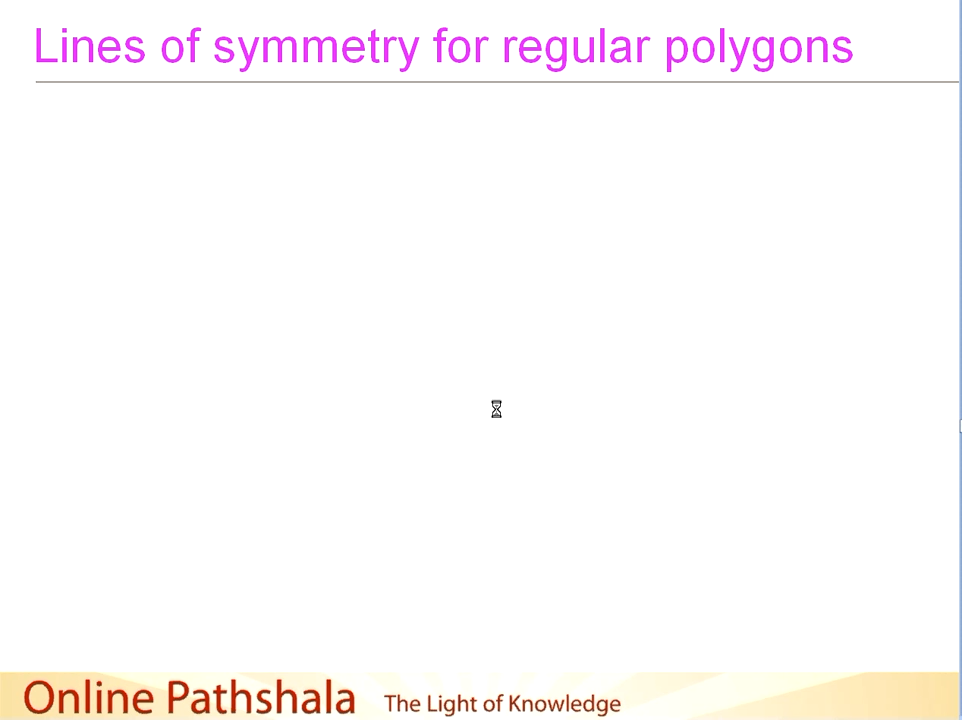 Lines of symmetry for regular polygons
Online Pathshala The Light of Knowledge